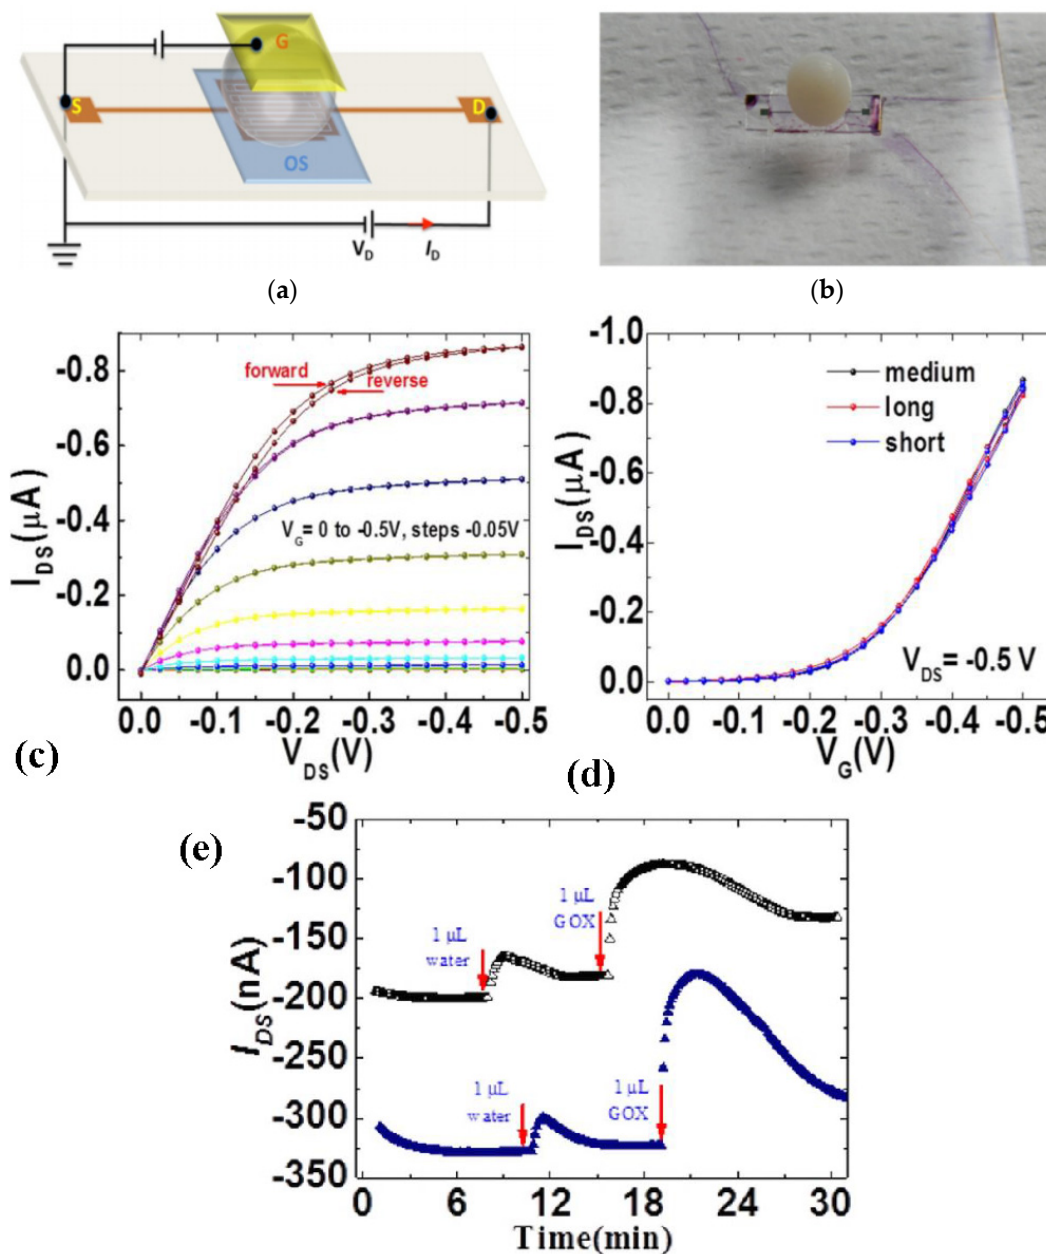 G
S
D
OS
V_D
I_D
(a)
(b)
-0.8
-0.6
-0.4
-0.2
0.0
I_DS(μA)
forward
reverse
V_G= 0 to -0.5V, steps -0.05V
0.0 -0.1 -0.2 -0.3 -0.4 -0.5
V_DS(V)
(c)
-1.0
-0.8
-0.6
-0.4
-0.2
0.0
I_DS(μA)
medium
long
short
V_DS= -0.5 V
0.0 -0.1 -0.2 -0.3 -0.4 -0.5
V_G(V)
(d)
(e)
-50
-100
-150
-200
-250
-300
-350
I_DS(nA)
1 μL
water
1 μL
GOX
1 μL
water
1 μL
GOX
0 6 12 18 24 30
Time(min)